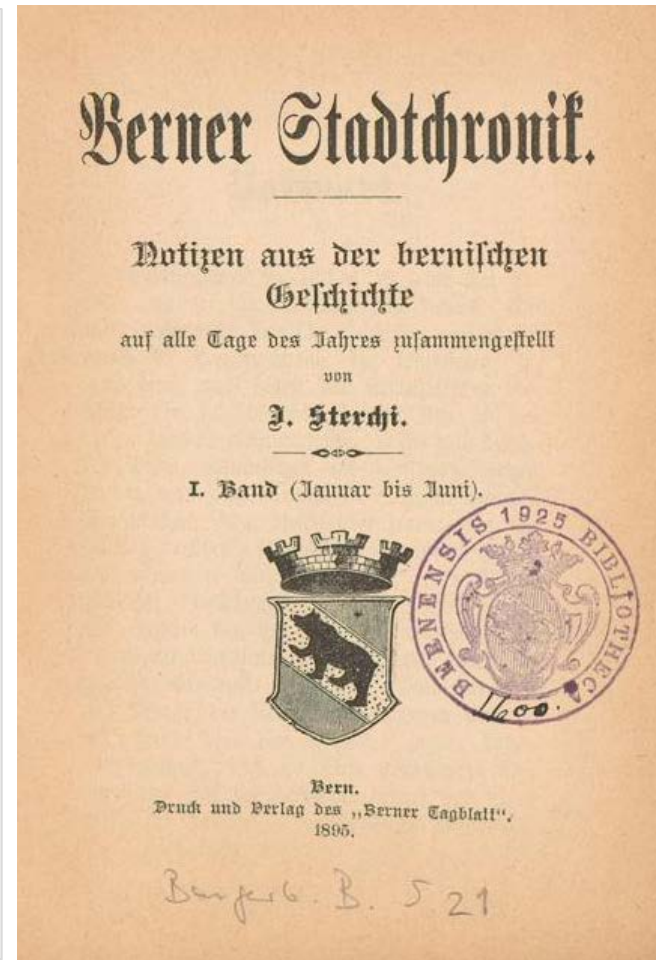 Berner Stadtchronik.
Notizen aus der bernischen
Geschichte
auf alle Tage des Jahres zusammengestellt
von
J. Sterchi.
I. Band (Januar bis Juni).
BERNENSIS 1925 BIBLIOTHECA
1600.
Bern.
Druck und Verlag des „Berner Tagblatt“.
1895.
Burgerb. B. S 21